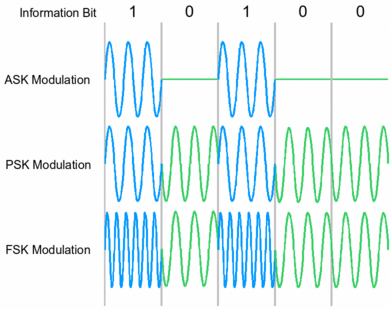 Information Bit 1 0 1 0 0
ASK Modulation
PSK Modulation
FSK Modulation